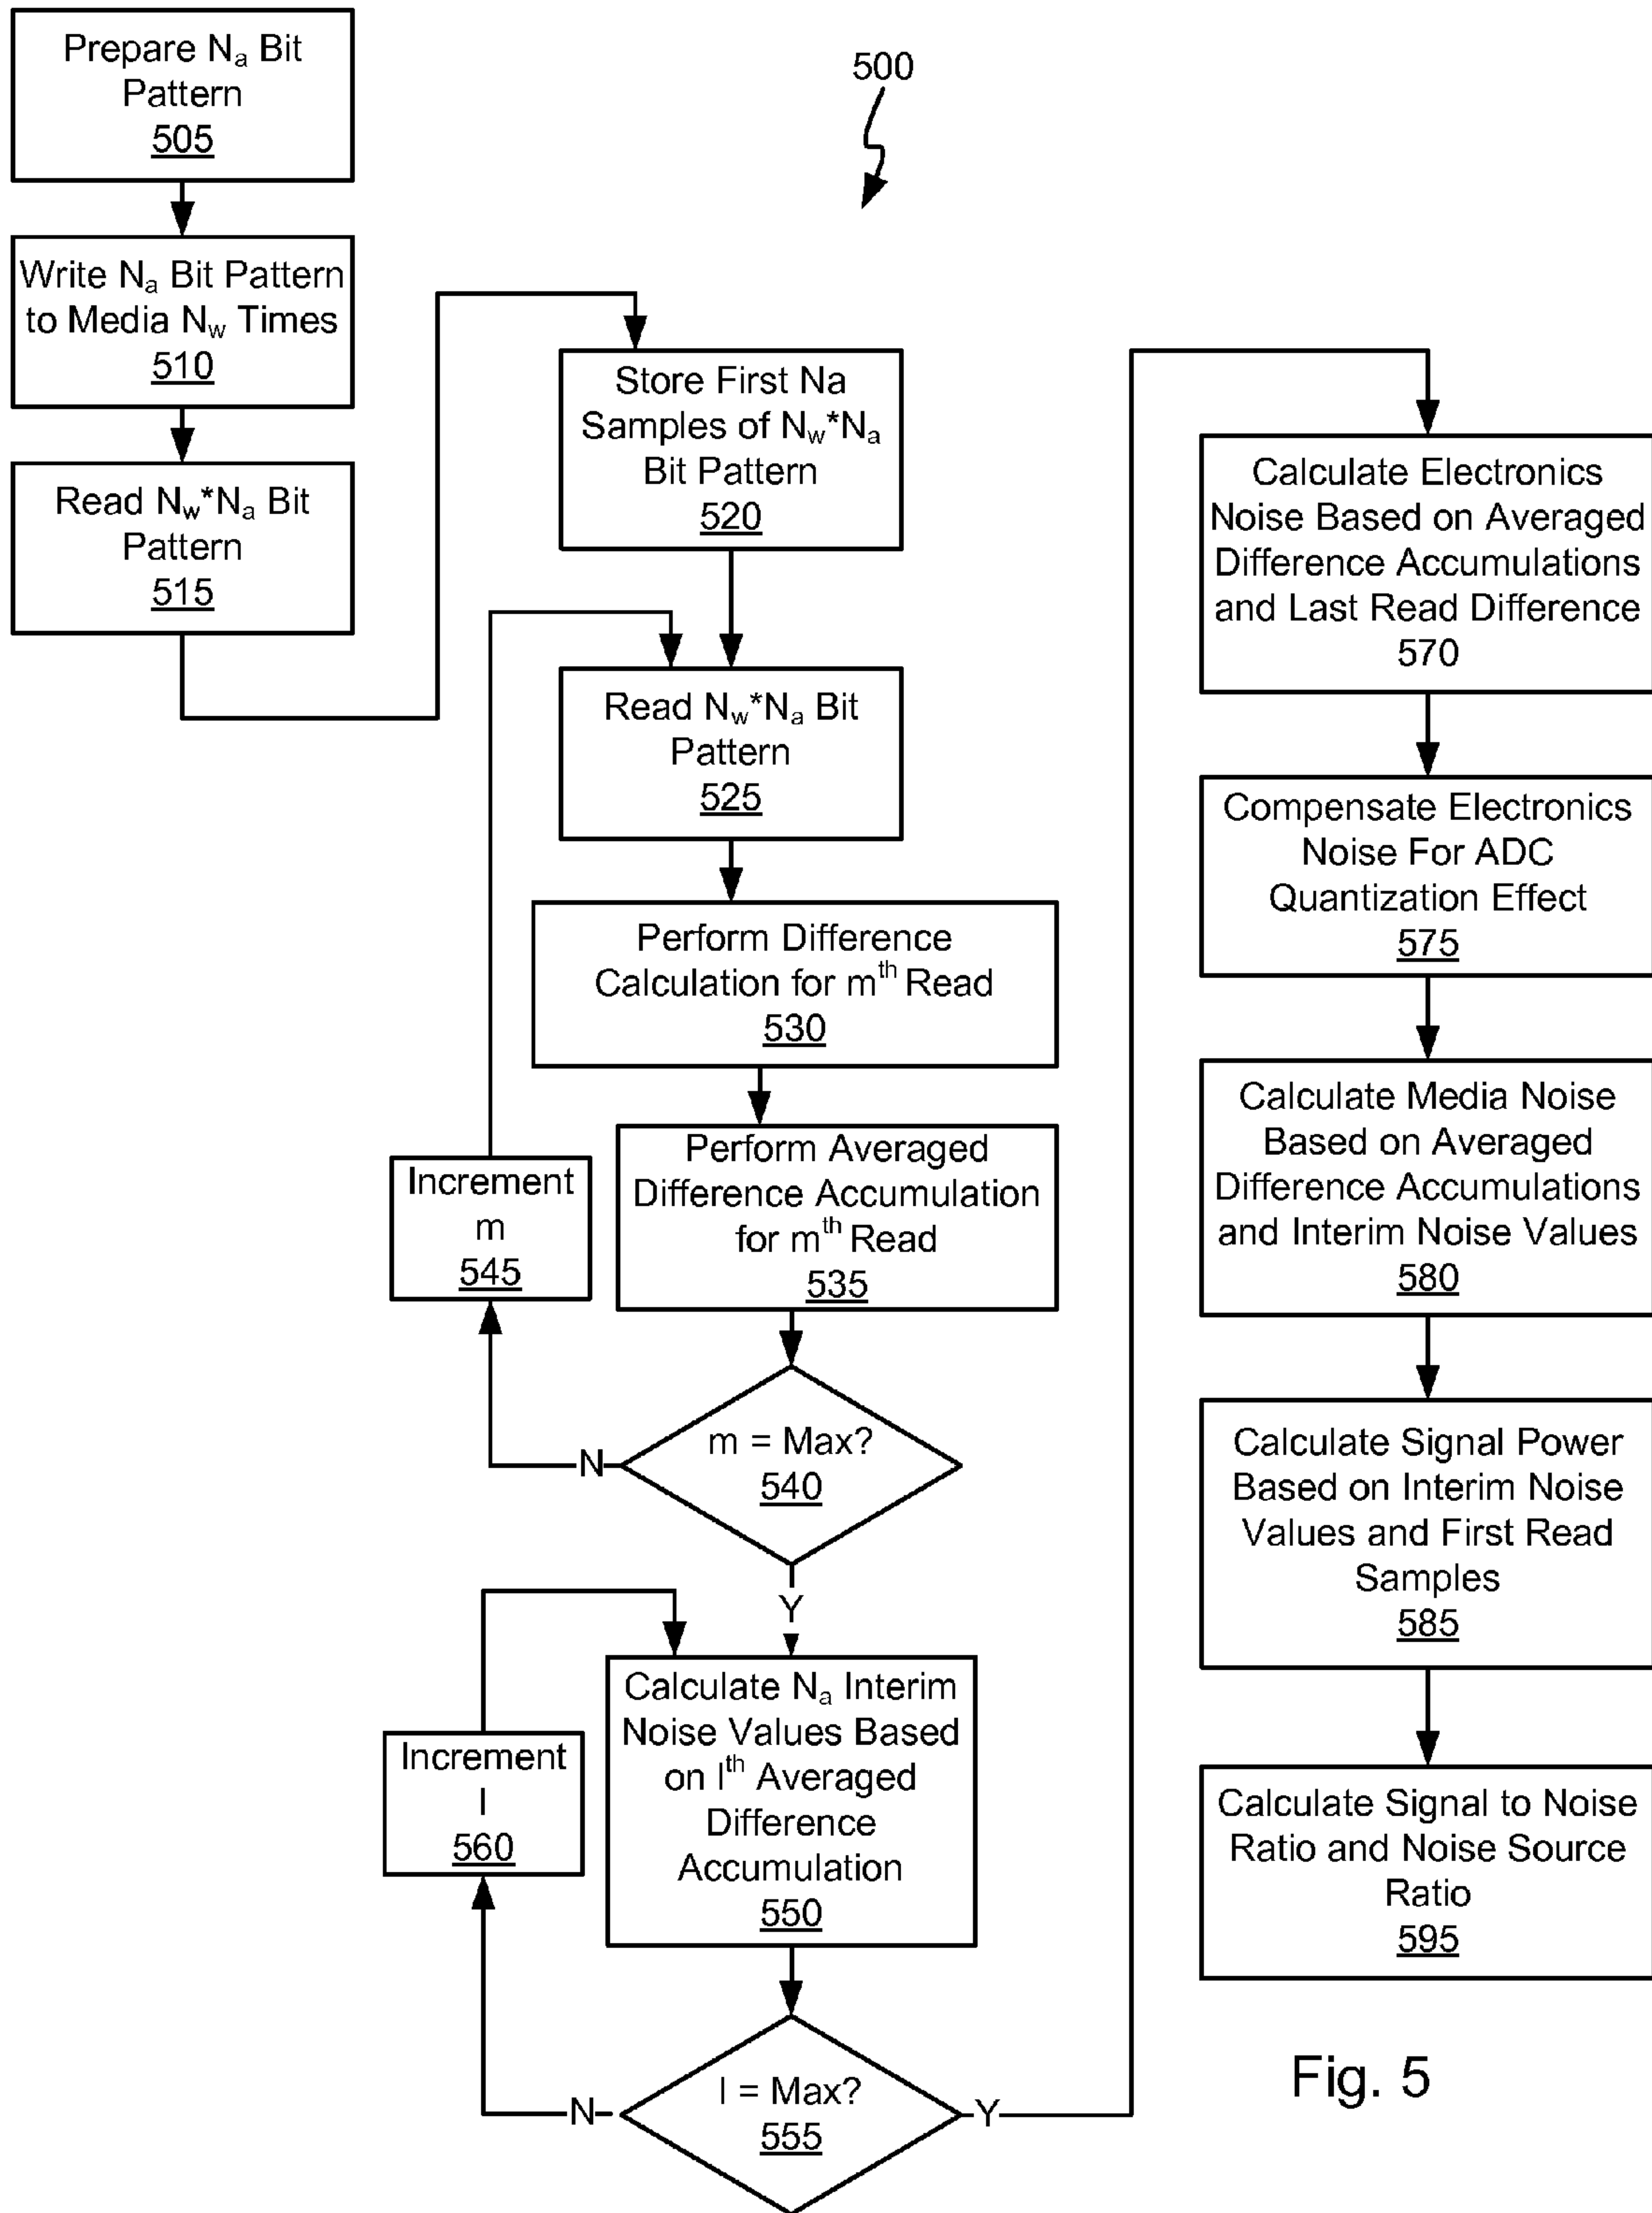 Prepare Nₐ Bit
Pattern
505
Write Nₐ Bit Pattern
to Media N_w Times
510
Read N_w*Nₐ Bit
Pattern
515
500
Store First Na
Samples of N_w*Nₐ
Bit Pattern
520
Read N_w*Nₐ Bit
Pattern
525
Perform Difference
Calculation for mᵗʰ Read
530
Perform Averaged
Difference Accumulation
for mᵗʰ Read
535
Increment
m
545
m = Max?
540
N
Y
Calculate Nₐ Interim
Noise Values Based
on lᵗʰ Averaged
Difference
Accumulation
550
Increment
l
560
l = Max?
555
N
Y
Calculate Electronics
Noise Based on Averaged
Difference Accumulations
and Last Read Difference
570
Compensate Electronics
Noise For ADC
Quantization Effect
575
Calculate Media Noise
Based on Averaged
Difference Accumulations
and Interim Noise Values
580
Calculate Signal Power
Based on Interim Noise
Values and First Read
Samples
585
Calculate Signal to Noise
Ratio and Noise Source
Ratio
595
Fig. 5